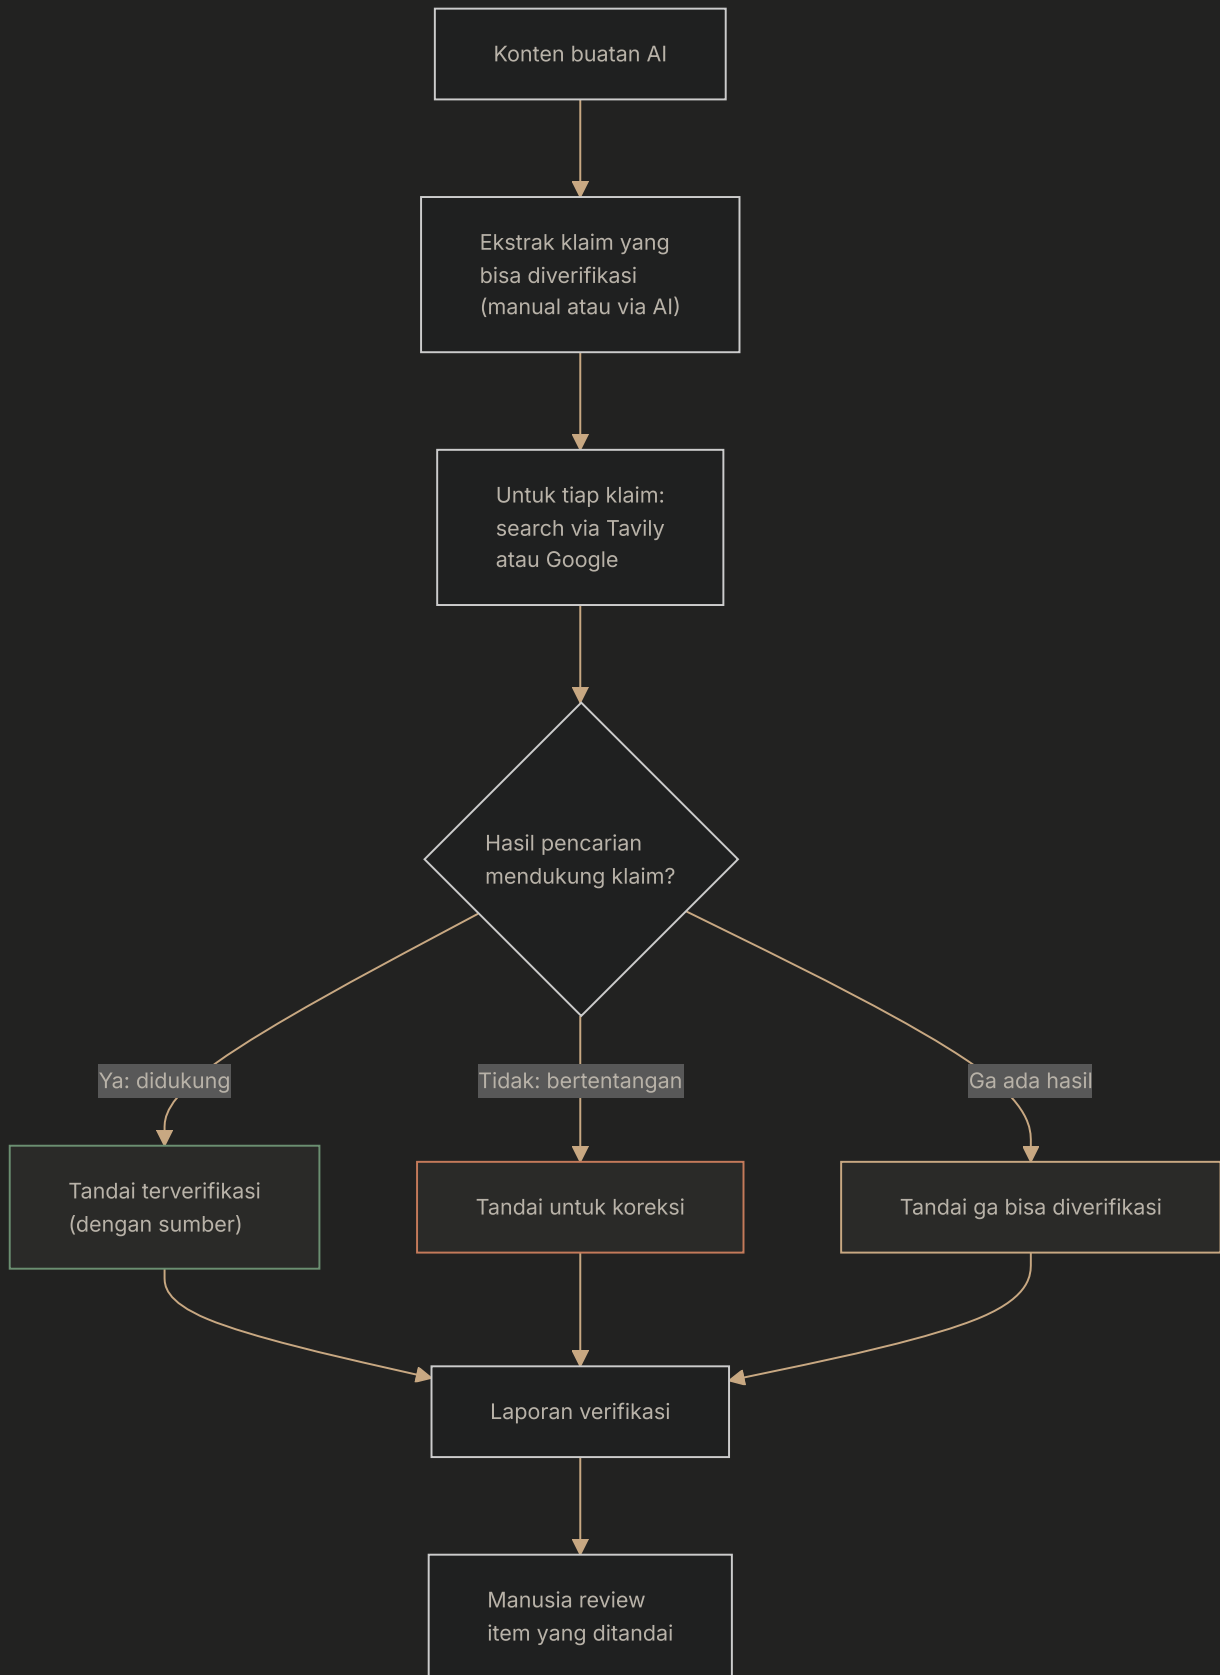 Konten buatan AI
Ekstrak klaim yang
bisa diverifikasi
(manual atau via AI)
Untuk tiap klaim:
search via Tavily
atau Google
Hasil pencarian
mendukung klaim?
Ya: didukung
Tidak: bertentangan
Ga ada hasil
Tandai terverifikasi
(dengan sumber)
Tandai untuk koreksi
Tandai ga bisa diverifikasi
Laporan verifikasi
Manusia review
item yang ditandai